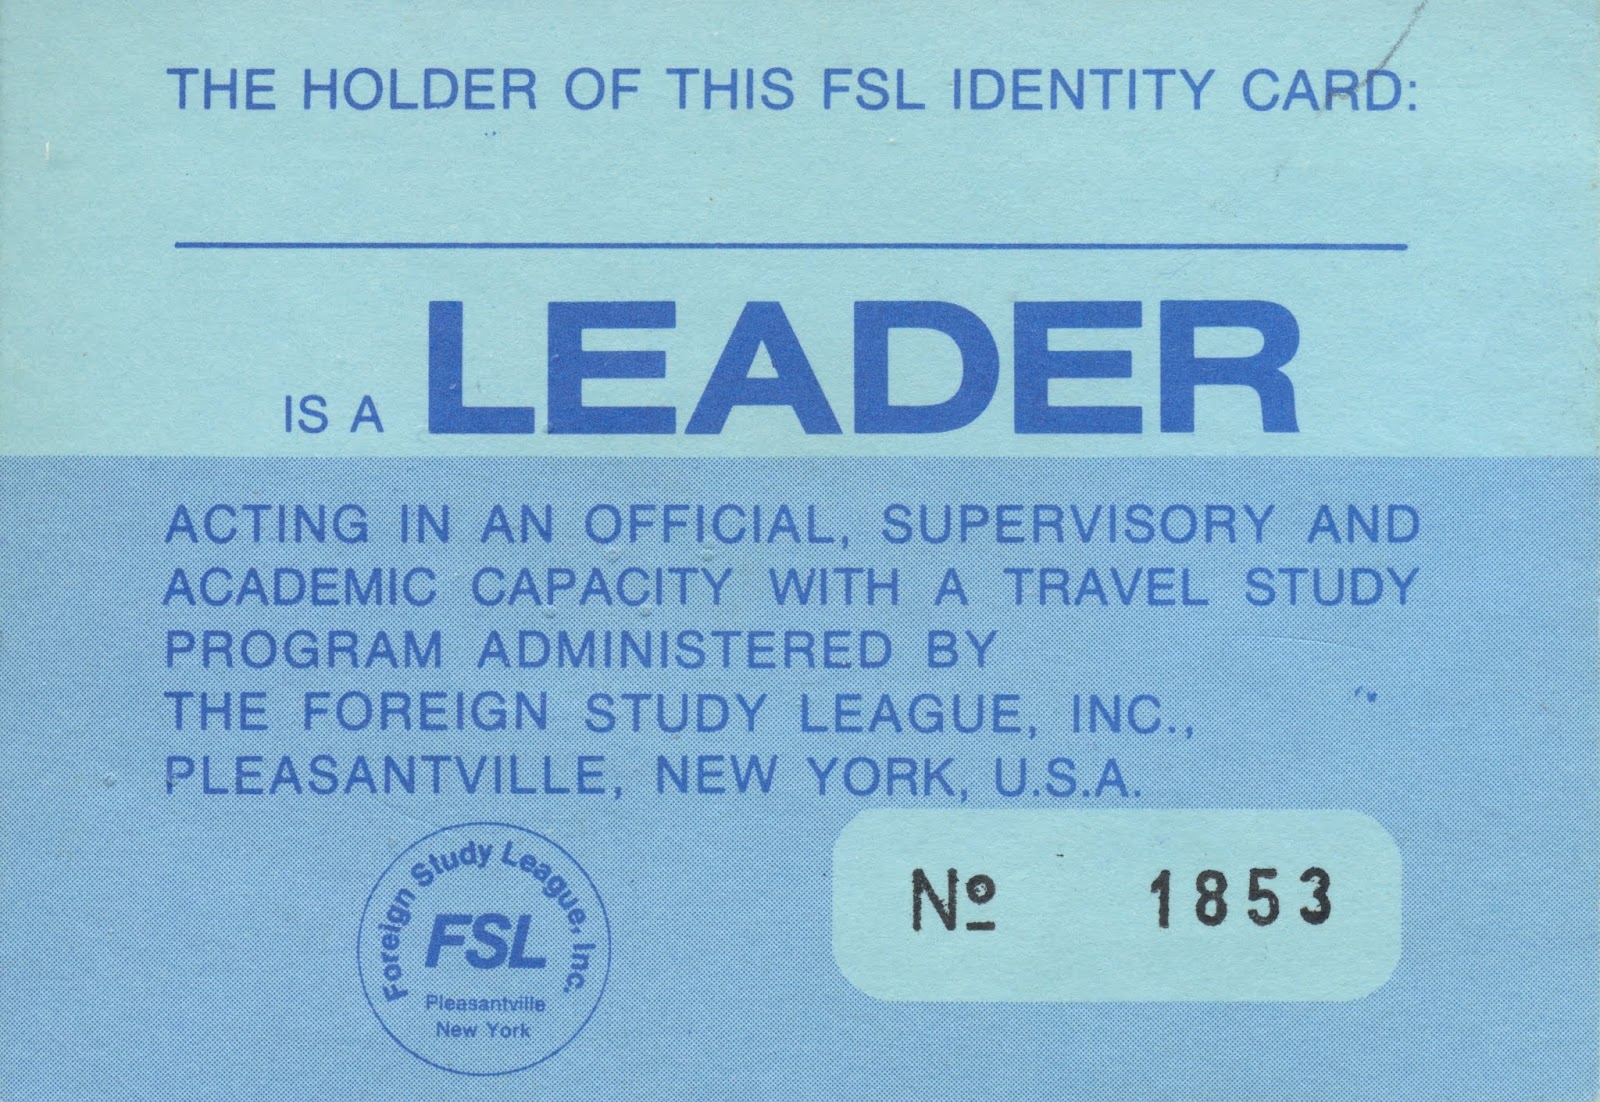 THE HOLDER OF THIS FSL IDENTITY CARD:
IS A LEADER
ACTING IN AN OFFICIAL, SUPERVISORY AND
ACADEMIC CAPACITY WITH A TRAVEL STUDY
PROGRAM ADMINISTERED BY
THE FOREIGN STUDY LEAGUE, INC.,
PLEASANTVILLE, NEW YORK, U.S.A.
Foreign Study League, Inc.
FSL
Pleasantville
New York
№ 1853